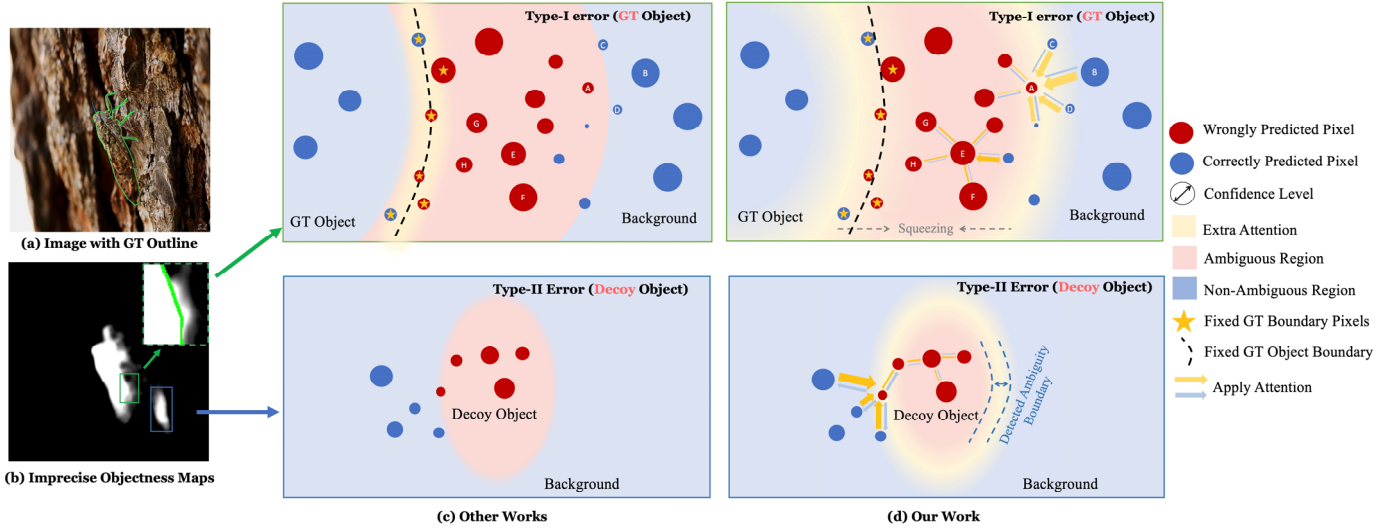 Type-I error (GT Object)
C
B
A
D
G
E
H
F
GT Object
Background
(a) Image with GT Outline
Type-I error (GT Object)
C
B
A
D
G
E
H
F
GT Object
Squeezing
Background
Wrongly Predicted Pixel
Correctly Predicted Pixel
Confidence Level
Extra Attention
Ambiguous Region
Non-Ambiguous Region
Fixed GT Boundary Pixels
Fixed GT Object Boundary
Apply Attention
(b) Imprecise Objectness Maps
Type-II Error (Decoy Object)
Decoy Object
Background
(c) Other Works
Type-II Error (Decoy Object)
Decoy Object
Detected Ambiguity
Boundary
Background
(d) Our Work